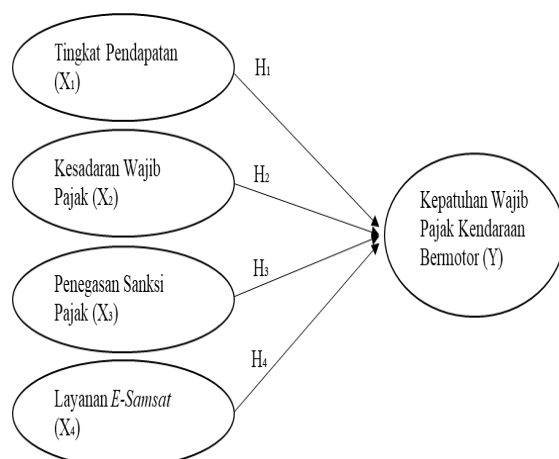 Tingkat Pendapatan
(X₁)
H₁
Kesadaran Wajib
Pajak (X₂)
H₂
Penegasan Sanksi
Pajak (X₃)
H₃
Layanan E-Samsat
(X₄)
H₄
Kepatuhan Wajib
Pajak Kendaraan
Bermotor (Y)